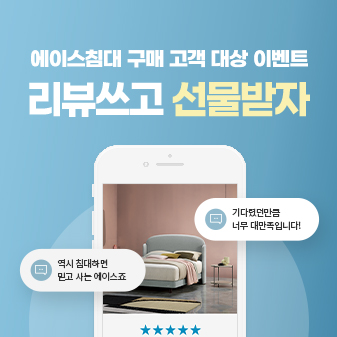 에이스침대 구매 고객 대상 이벤트
리뷰쓰고 선물받자
기다렸던만큼
너무 대만족입니다!
역시 침대하면
믿고 사는 에이스죠